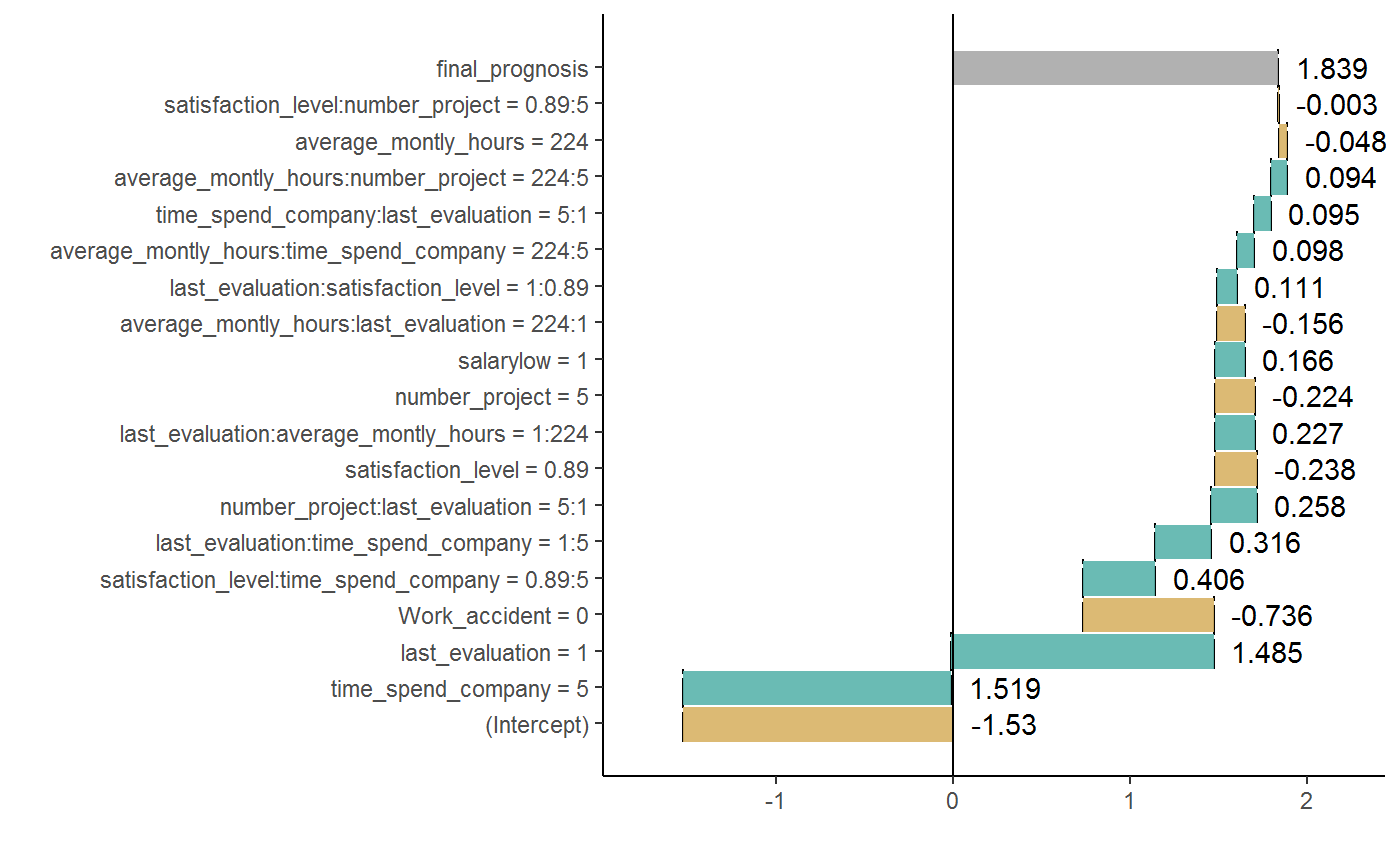 final_prognosis 1.839
satisfaction_level:number_project = 0.89:5 -0.003
average_montly_hours = 224 -0.048
average_montly_hours:number_project = 224:5 0.094
time_spend_company:last_evaluation = 5:1 0.095
average_montly_hours:time_spend_company = 224:5 0.098
last_evaluation:satisfaction_level = 1:0.89 0.111
average_montly_hours:last_evaluation = 224:1 -0.156
salarylow = 1 0.166
number_project = 5 -0.224
last_evaluation:average_montly_hours = 1:224 0.227
satisfaction_level = 0.89 -0.238
number_project:last_evaluation = 5:1 0.258
last_evaluation:time_spend_company = 1:5 0.316
satisfaction_level:time_spend_company = 0.89:5 0.406
Work_accident = 0 -0.736
last_evaluation = 1 1.485
time_spend_company = 5 1.519
(Intercept) -1.53
-1 0 1 2